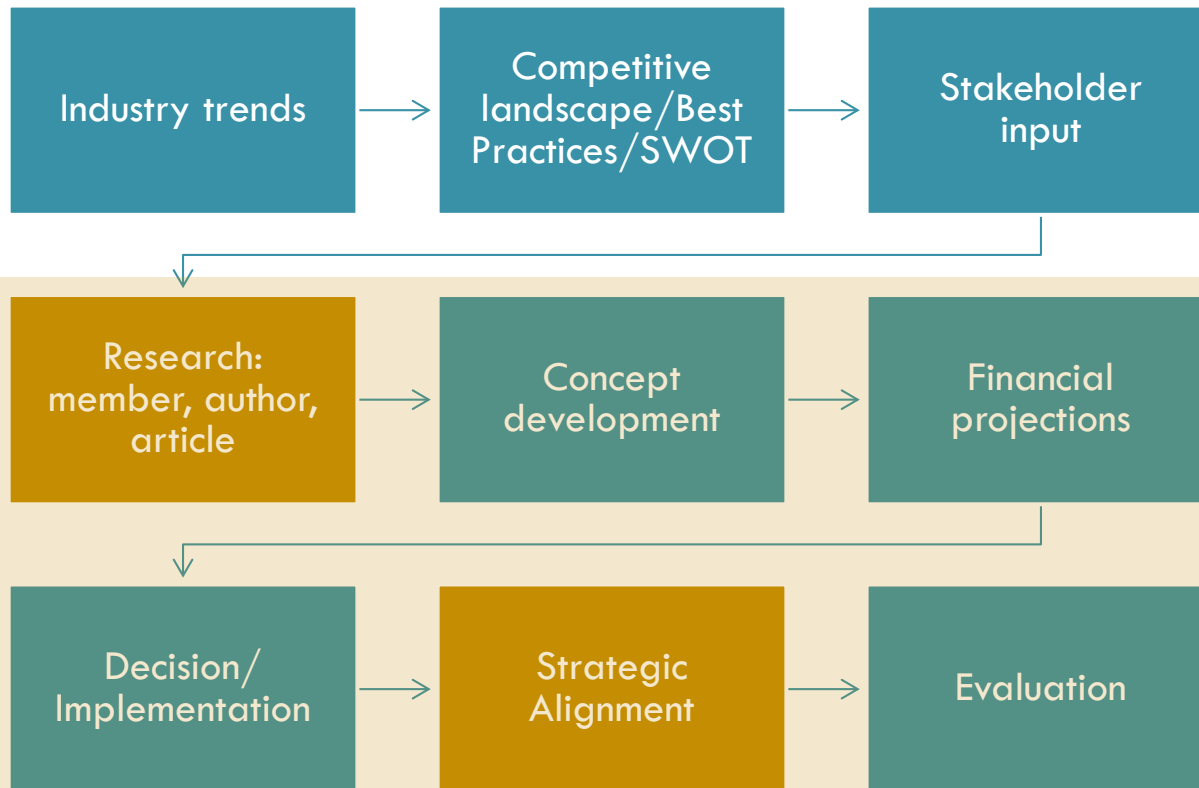 Industry trends
Competitive
landscape/Best
Practices/SWOT
Stakeholder
input
Research:
member, author,
article
Concept
development
Financial
projections
Decision/
Implementation
Strategic
Alignment
Evaluation